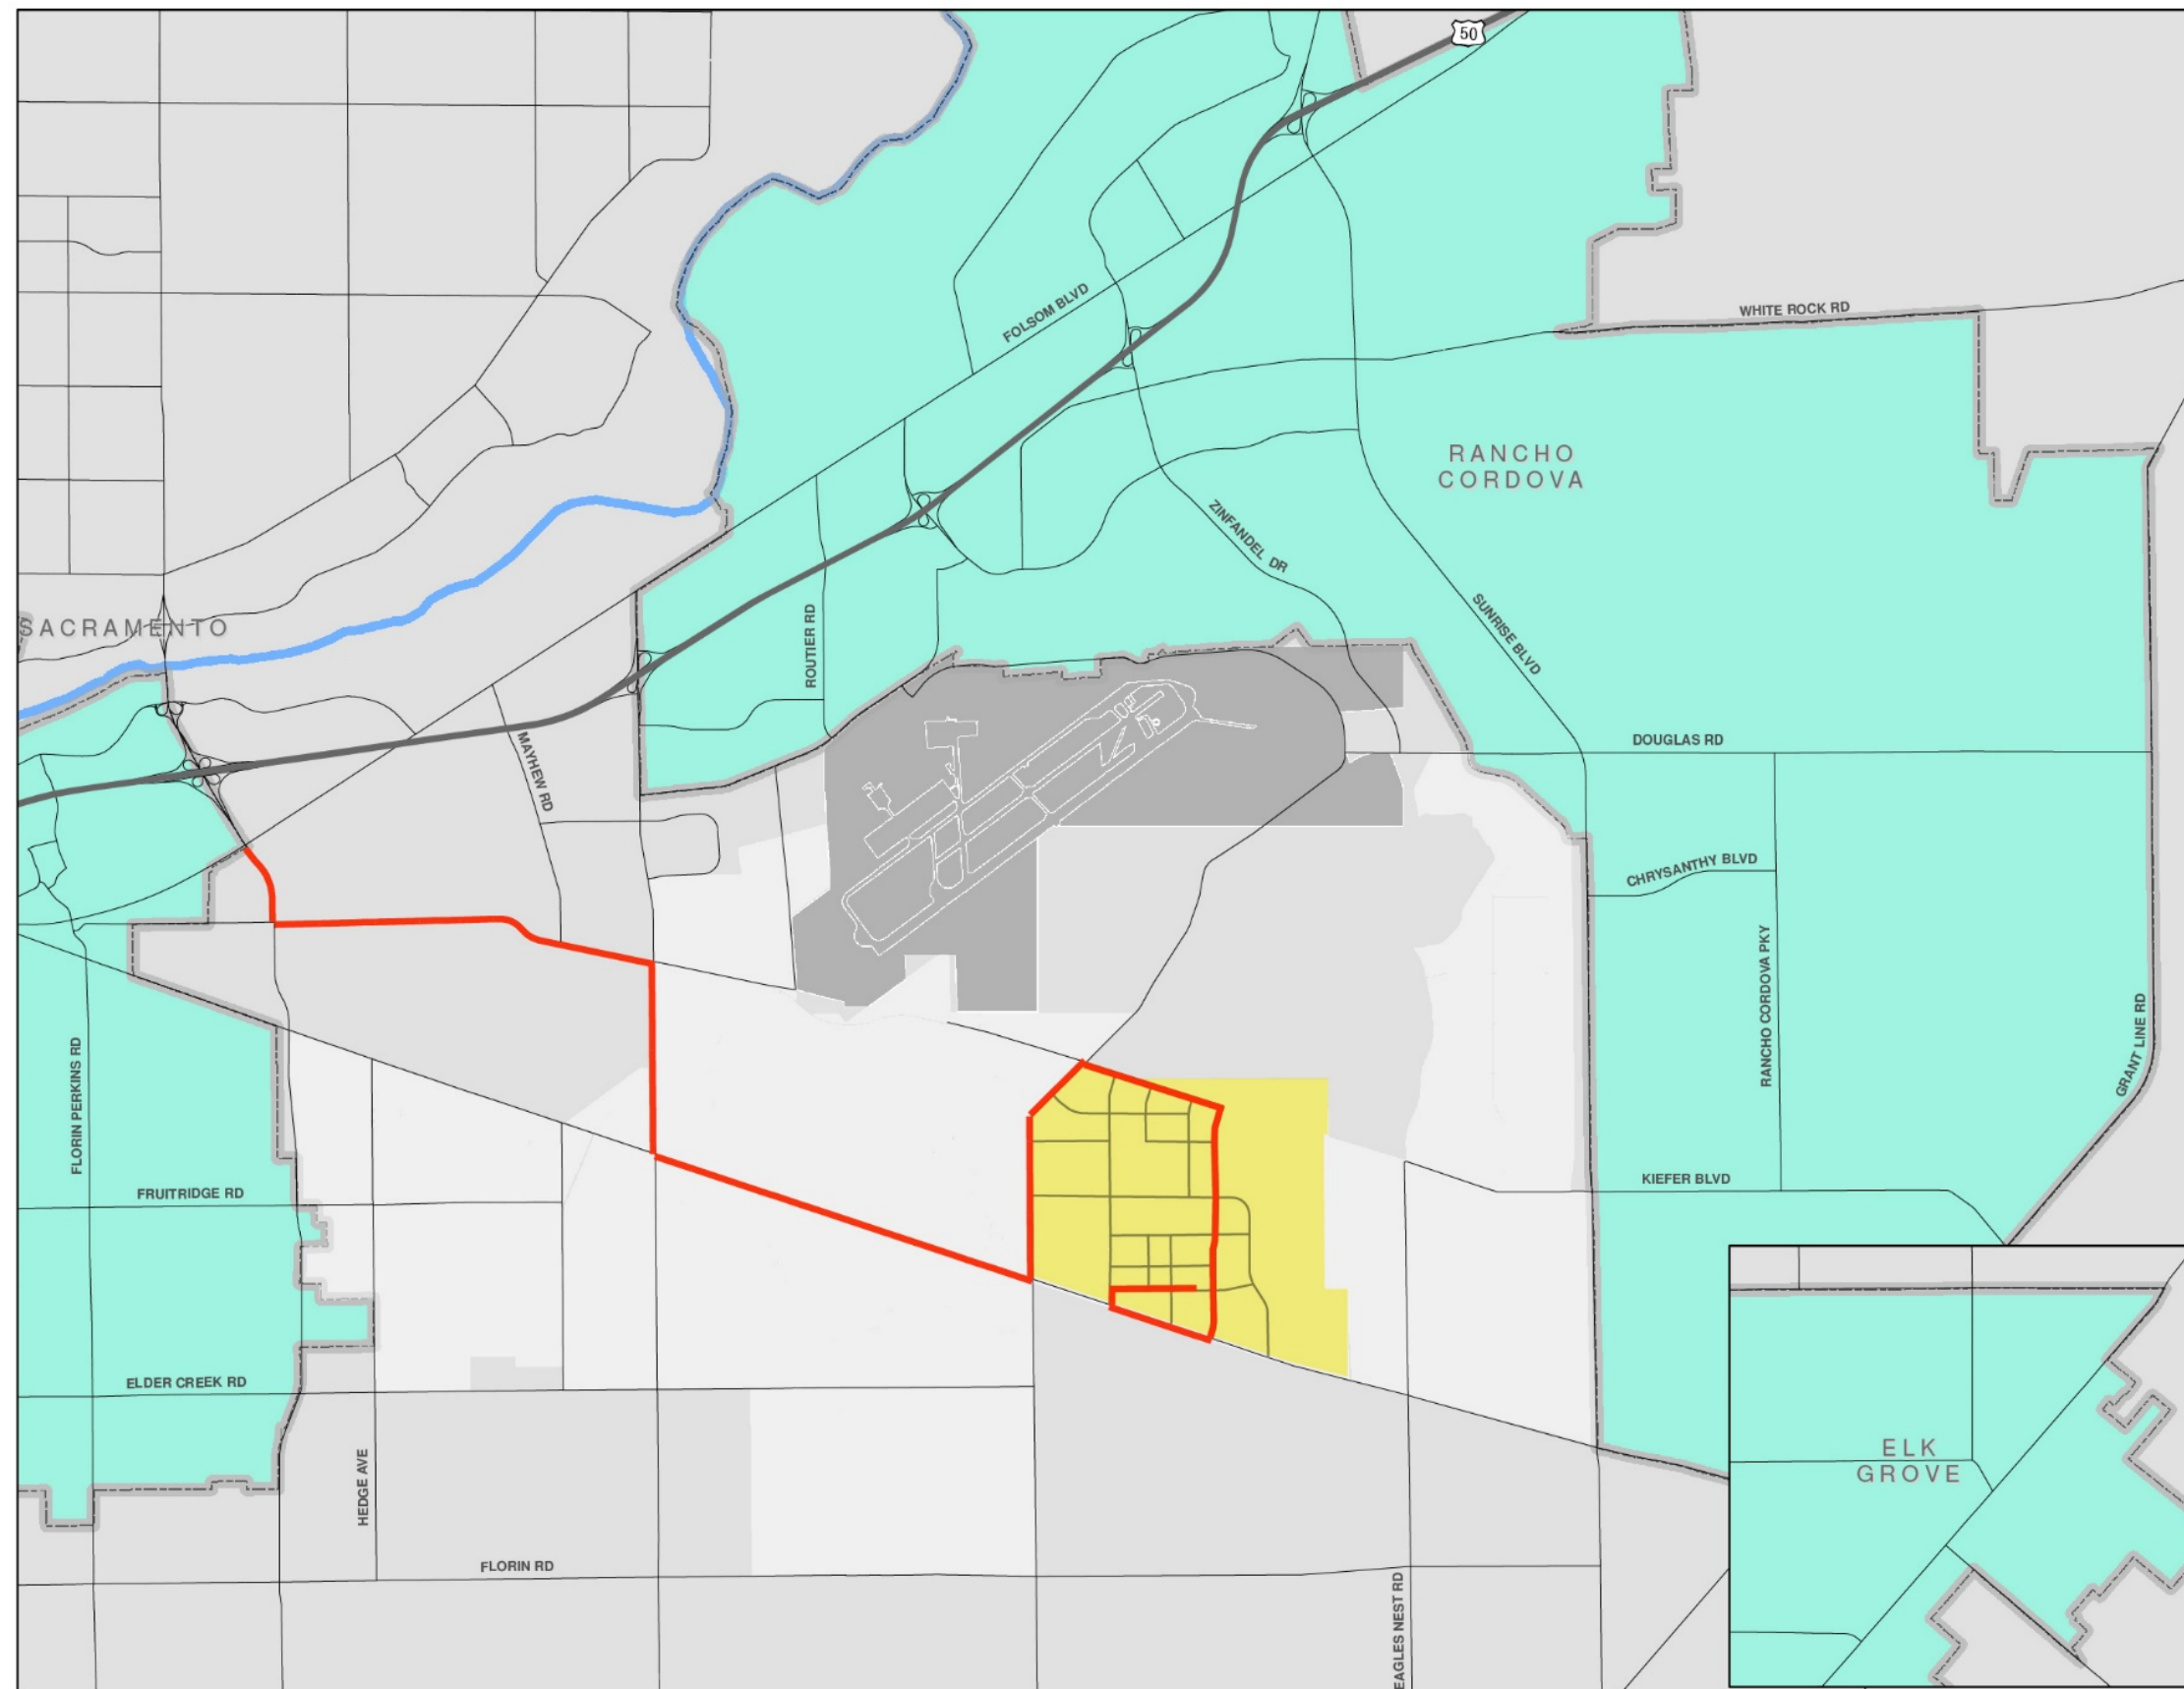 50
WHITE ROCK RD
FOLSOM BLVD
RANCHO
CORDOVA
ZINFANDEL DR
SUNRISE BLVD
ROUTIER RD
SACRAMENTO
MAYHEW RD
DOUGLAS RD
CHRYSANTHY BLVD
RANCHO CORDOVA PKY
GRANT LINE RD
FLORIN PERKINS RD
KIEFER BLVD
FRUITRIDGE RD
ELDER CREEK RD
HEDGE AVE
ELK
GROVE
FLORIN RD
EAGLES NEST RD